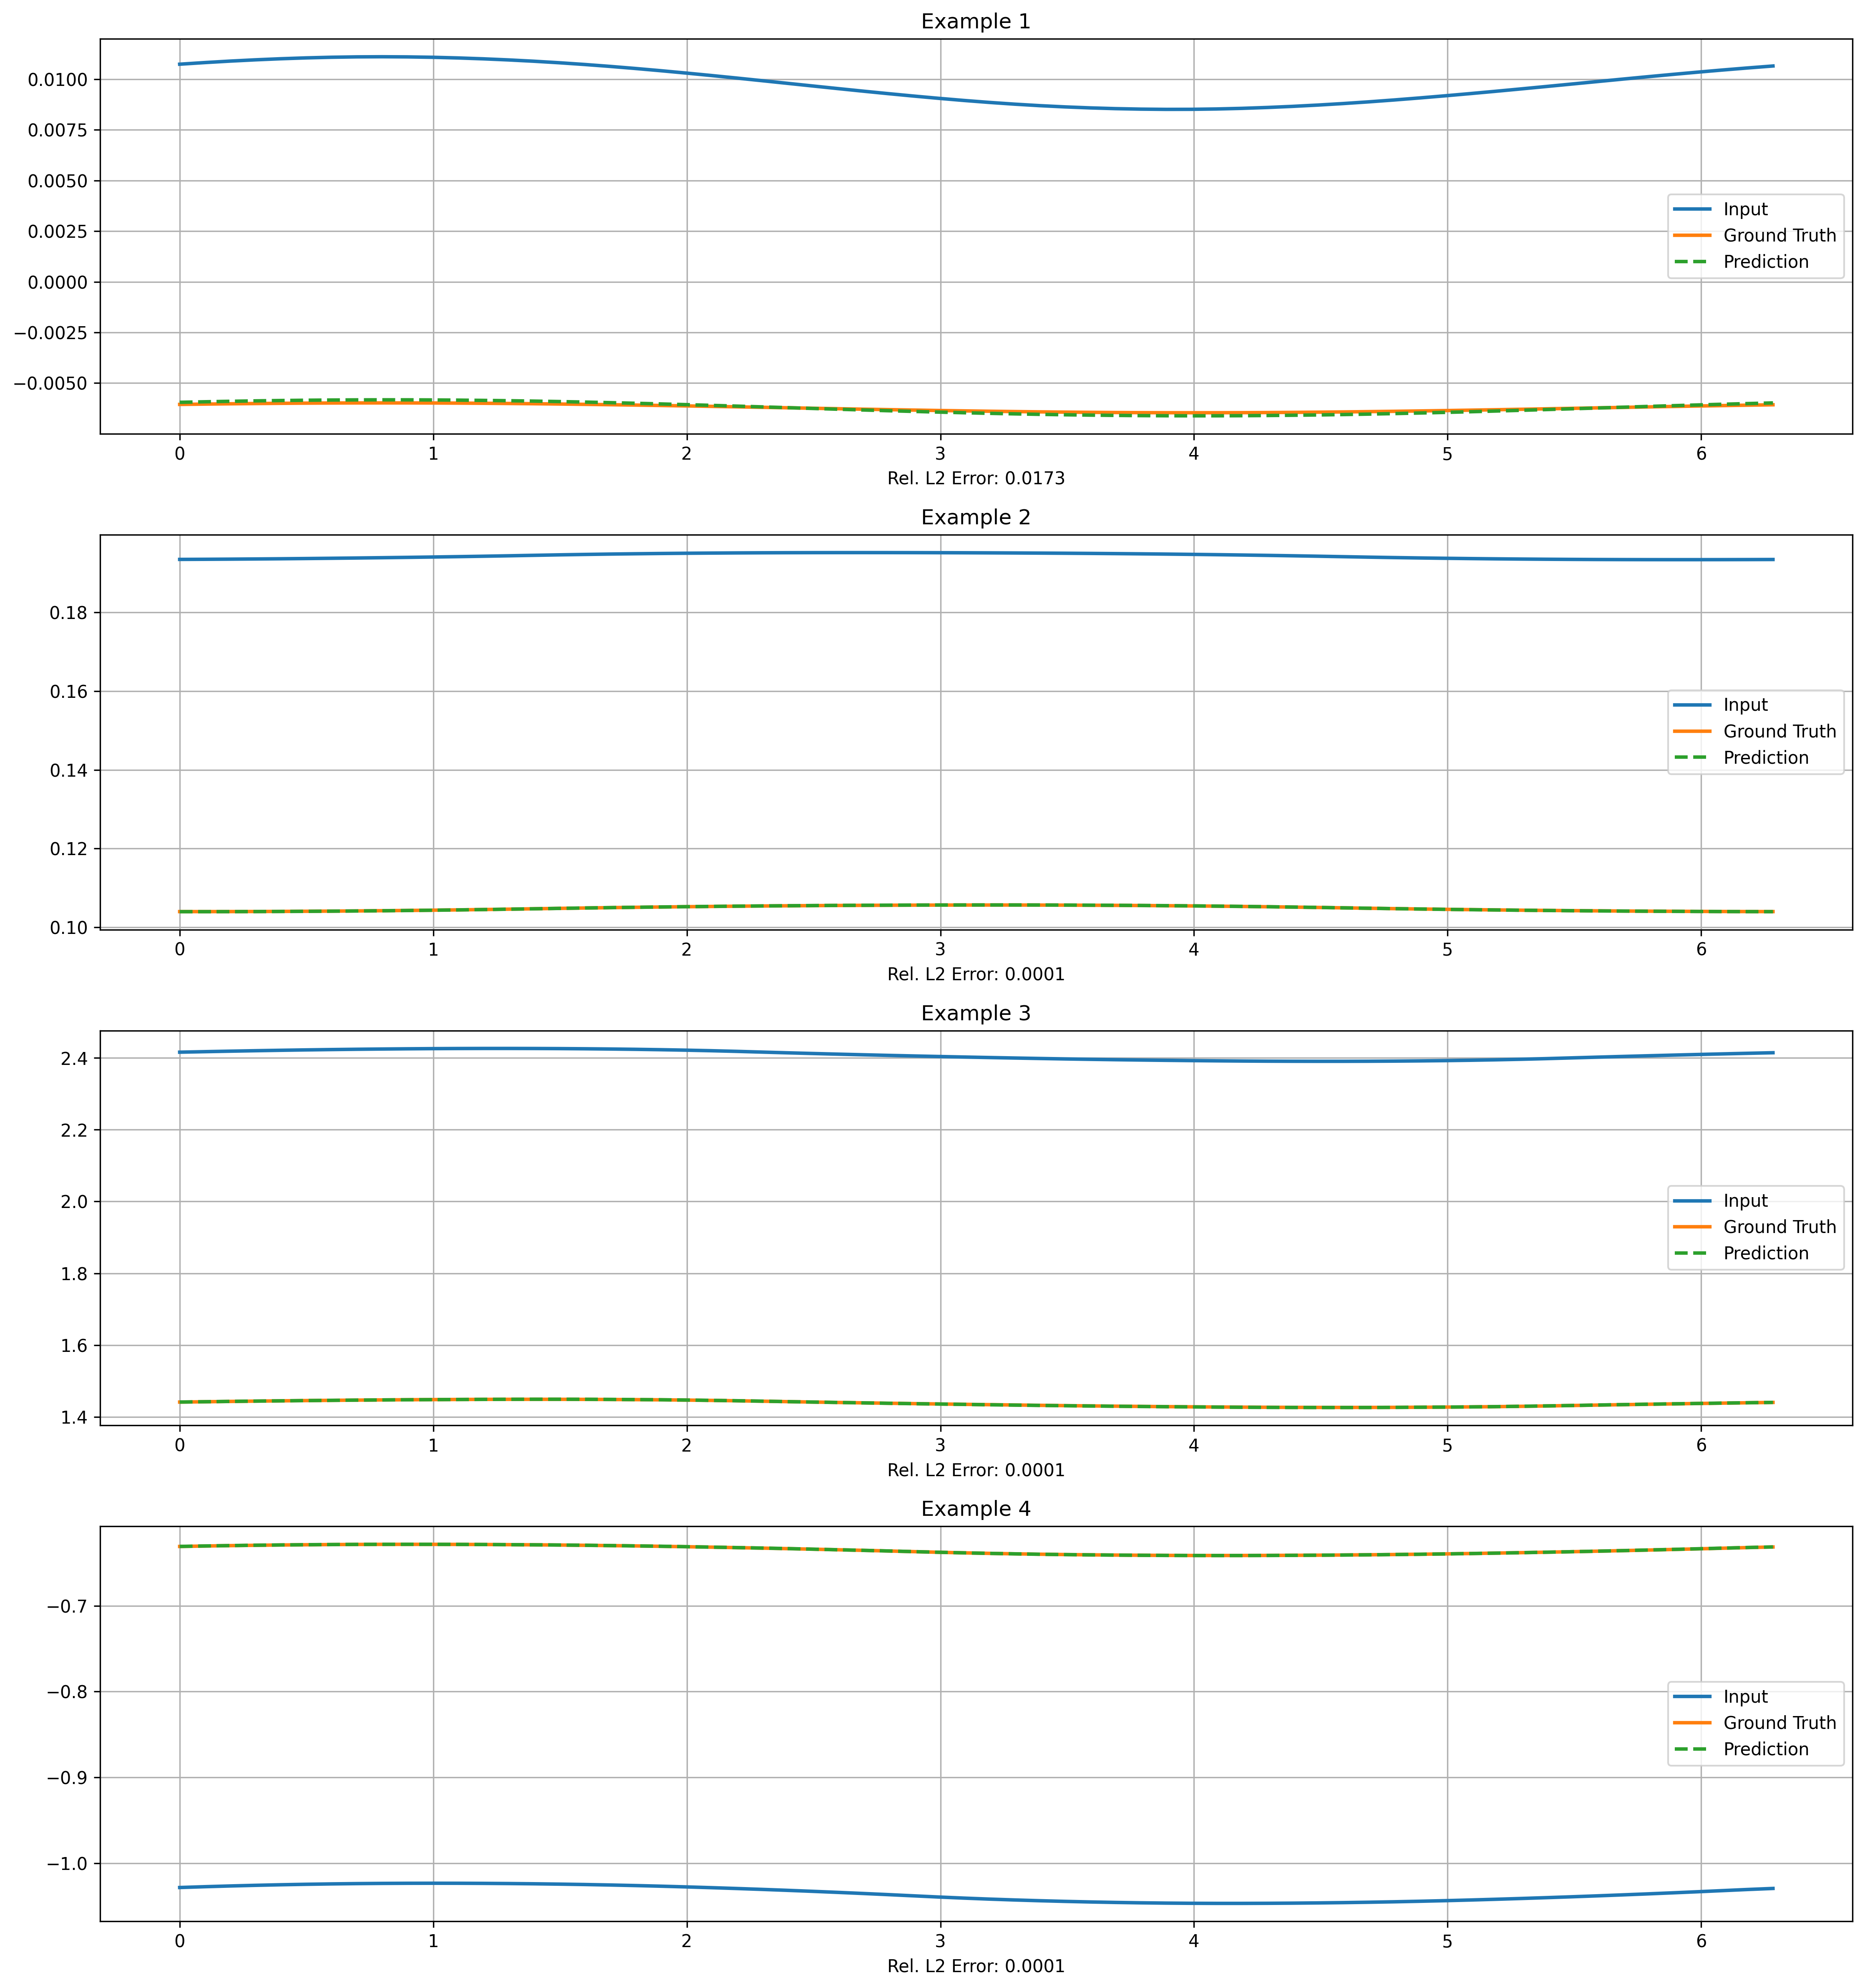 Example 1
0.0100
0.0075
0.0050
0.0025
0.0000
−0.0025
−0.0050
Input
Ground Truth
Prediction
0 1 2 3 4 5 6
Rel. L2 Error: 0.0173
Example 2
0.18
0.16
0.14
0.12
0.10
Input
Ground Truth
Prediction
0 1 2 3 4 5 6
Rel. L2 Error: 0.0001
Example 3
2.4
2.2
2.0
1.8
1.6
1.4
Input
Ground Truth
Prediction
0 1 2 3 4 5 6
Rel. L2 Error: 0.0001
Example 4
−0.7
−0.8
−0.9
−1.0
Input
Ground Truth
Prediction
0 1 2 3 4 5 6
Rel. L2 Error: 0.0001